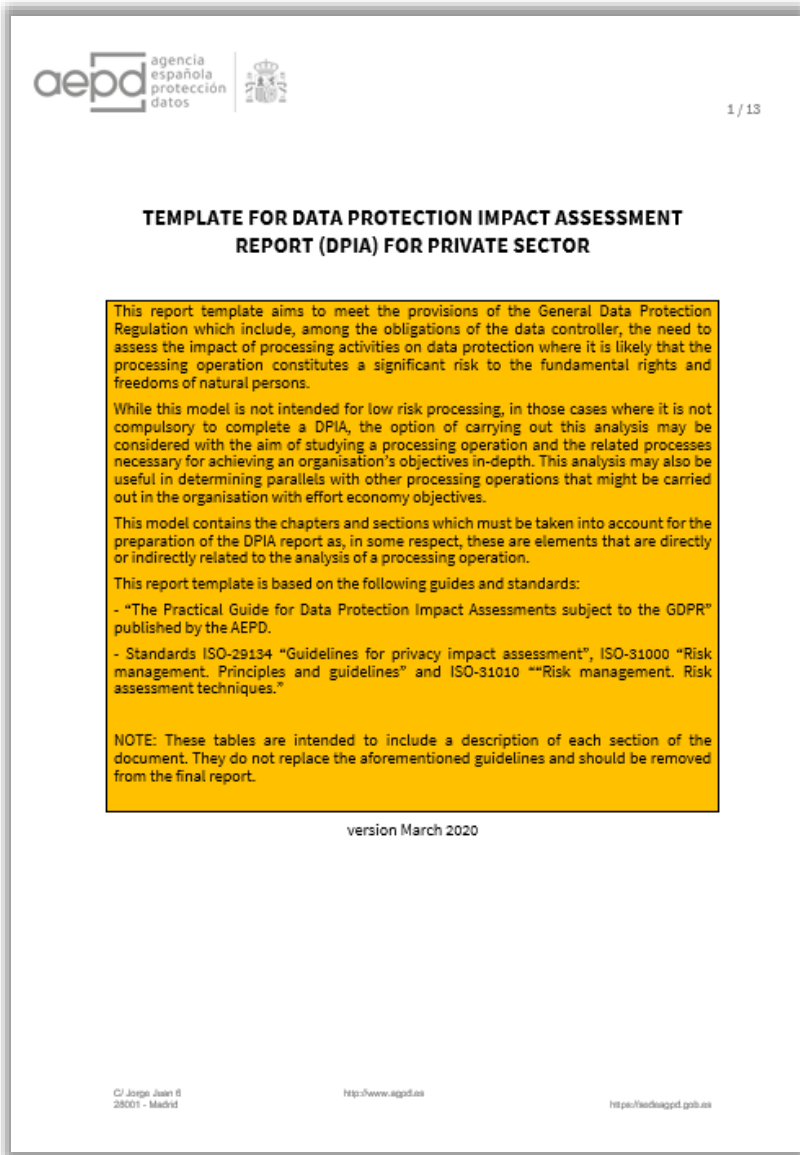 aepd
agencia
española
protección
datos
1 / 13
TEMPLATE FOR DATA PROTECTION IMPACT ASSESSMENT
REPORT (DPIA) FOR PRIVATE SECTOR
This report template aims to meet the provisions of the General Data Protection
Regulation which include, among the obligations of the data controller, the need to
assess the impact of processing activities on data protection where it is likely that the
processing operation constitutes a significant risk to the fundamental rights and
freedoms of natural persons.
While this model is not intended for low risk processing, in those cases where it is not
compulsory to complete a DPIA, the option of carrying out this analysis may be
considered with the aim of studying a processing operation and the related processes
necessary for achieving an organisation’s objectives in-depth. This analysis may also be
useful in determining parallels with other processing operations that might be carried
out in the organisation with effort economy objectives.
This model contains the chapters and sections which must be taken into account for the
preparation of the DPIA report as, in some respect, these are elements that are directly
or indirectly related to the analysis of a processing operation.
This report template is based on the following guides and standards:
- “The Practical Guide for Data Protection Impact Assessments subject to the GDPR”
published by the AEPD.
- Standards ISO-29134 “Guidelines for privacy impact assessment”, ISO-31000 “Risk
management. Principles and guidelines” and ISO-31010 ““Risk management. Risk
assessment techniques.”
NOTE: These tables are intended to include a description of each section of the
document. They do not replace the aforementioned guidelines and should be removed
from the final report.
version March 2020
C/ Jorge Juan 6
28001 - Madrid
http://www.agpd.es
https://sedeagpd.gob.es